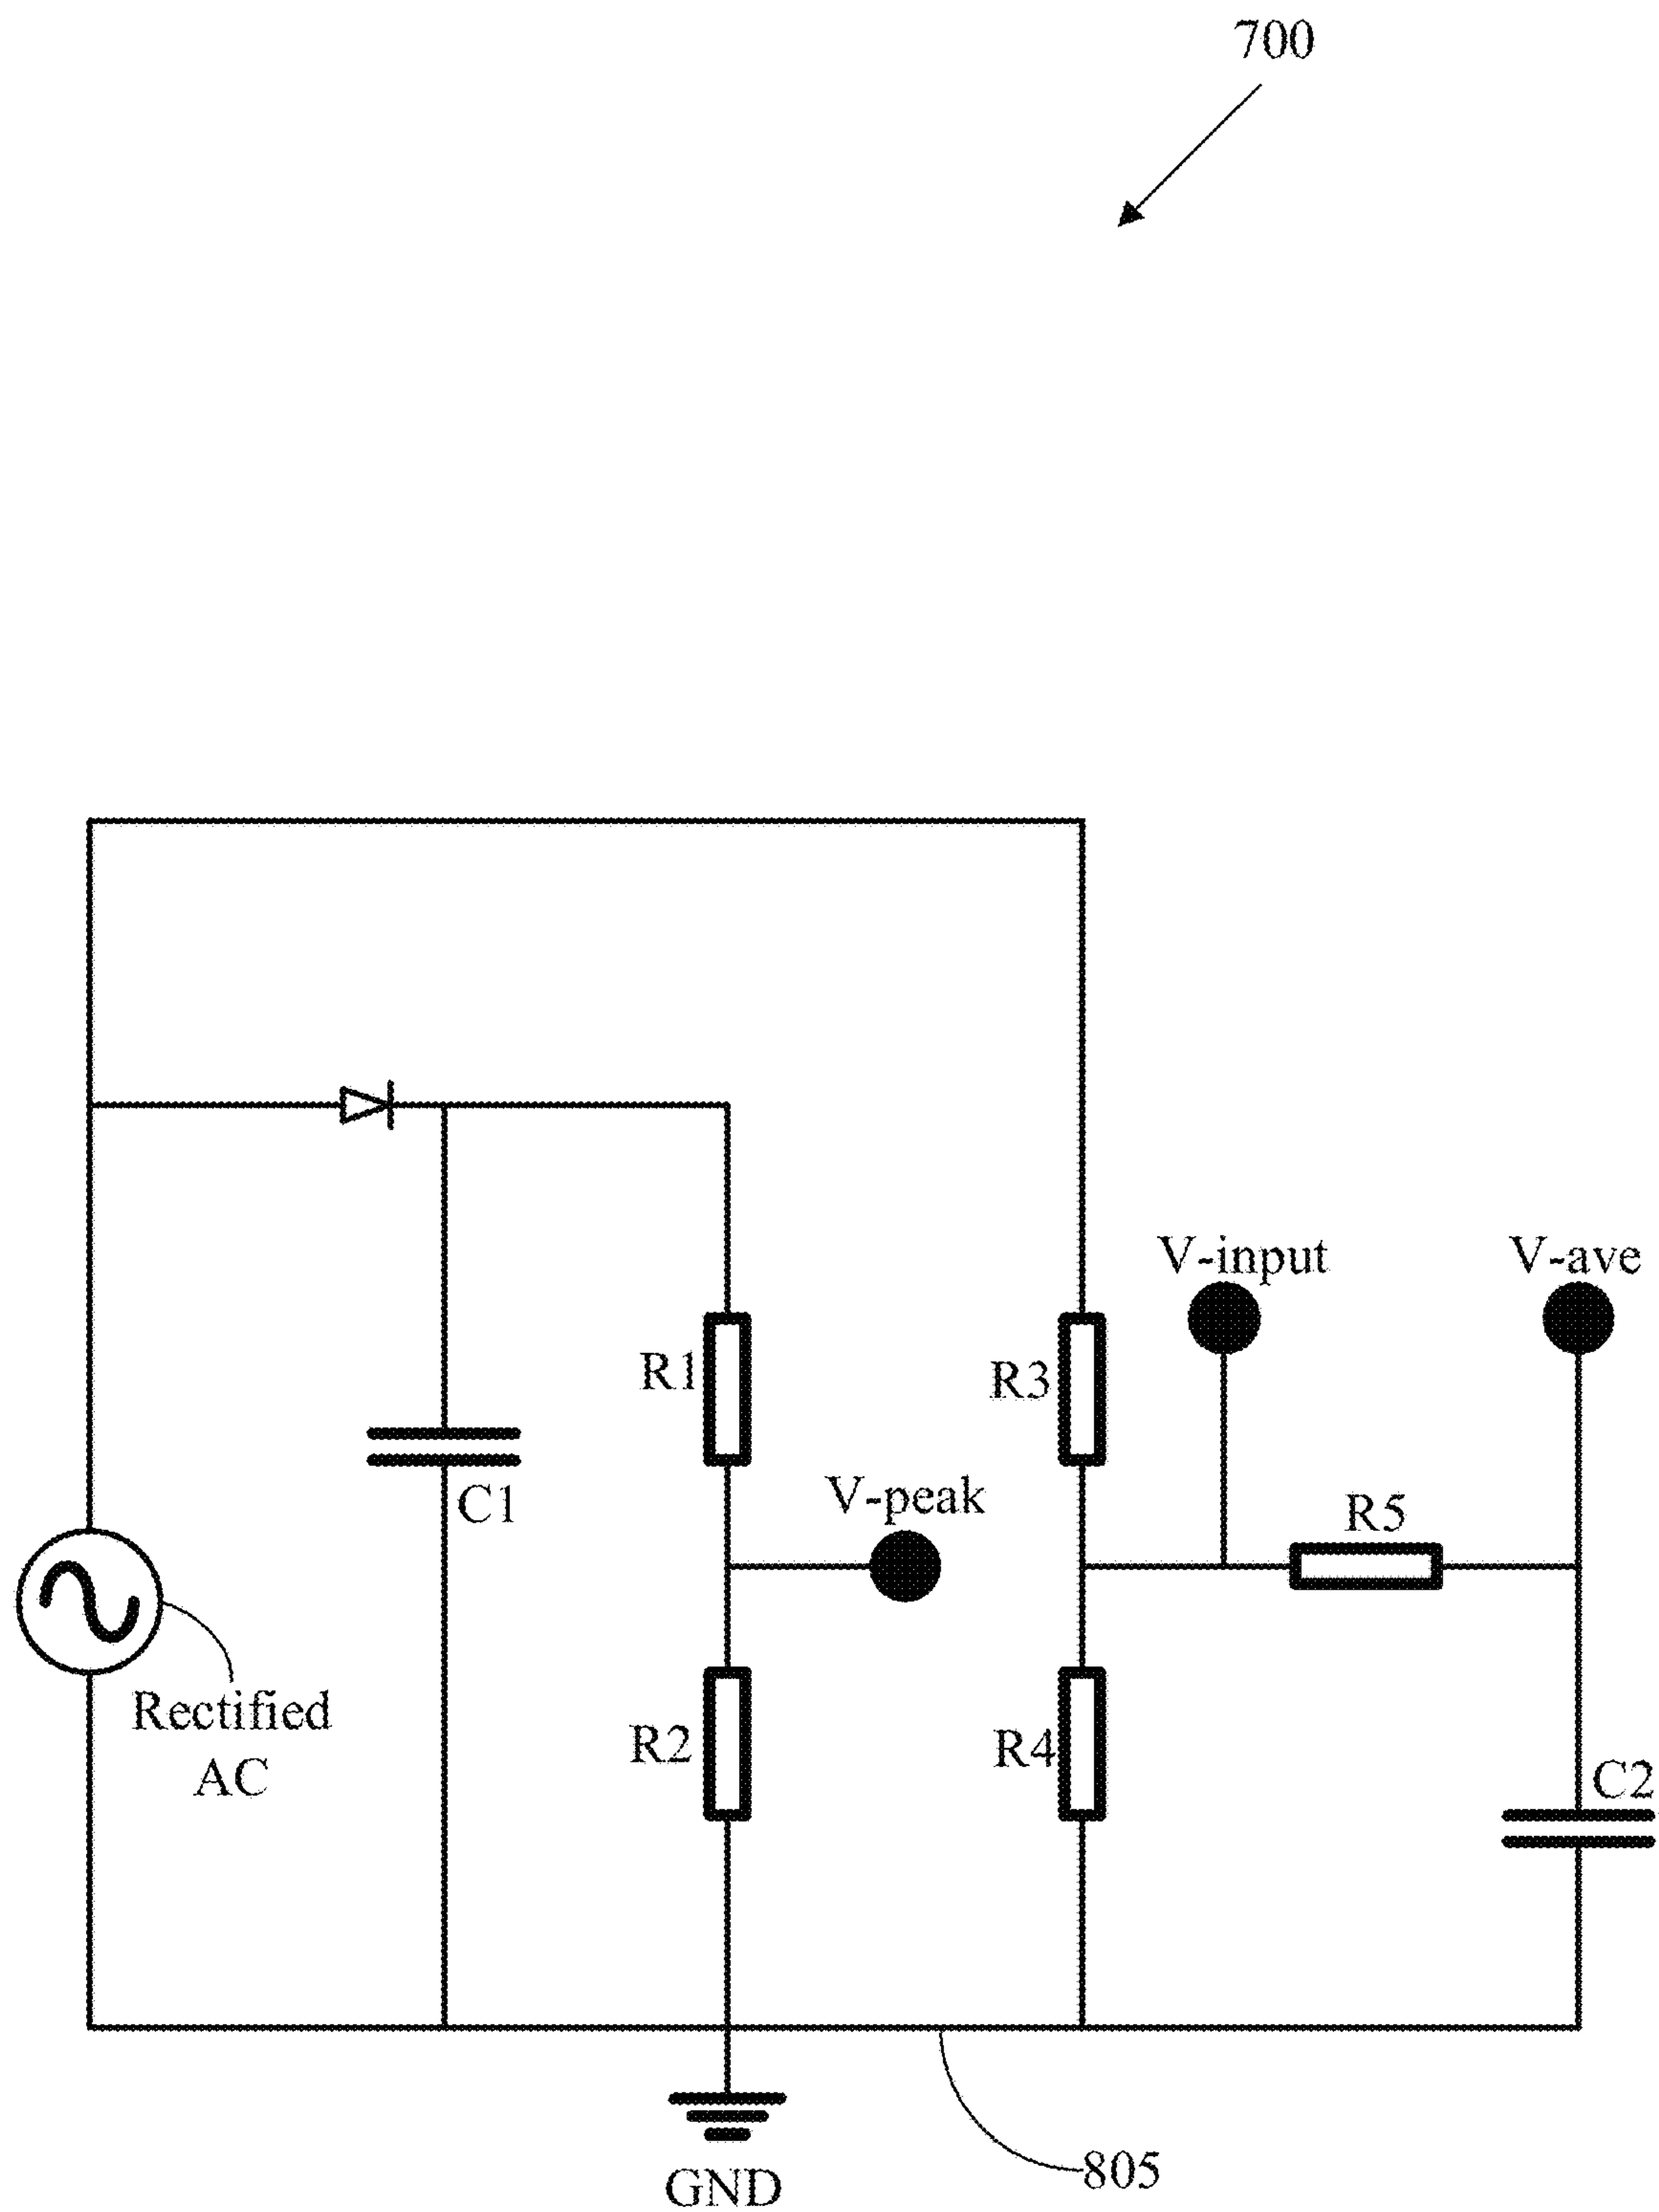 700
V-input
V-ave
R1
R3
V-peak
C1
R5
Rectified
AC
R2
R4
C2
GND
805